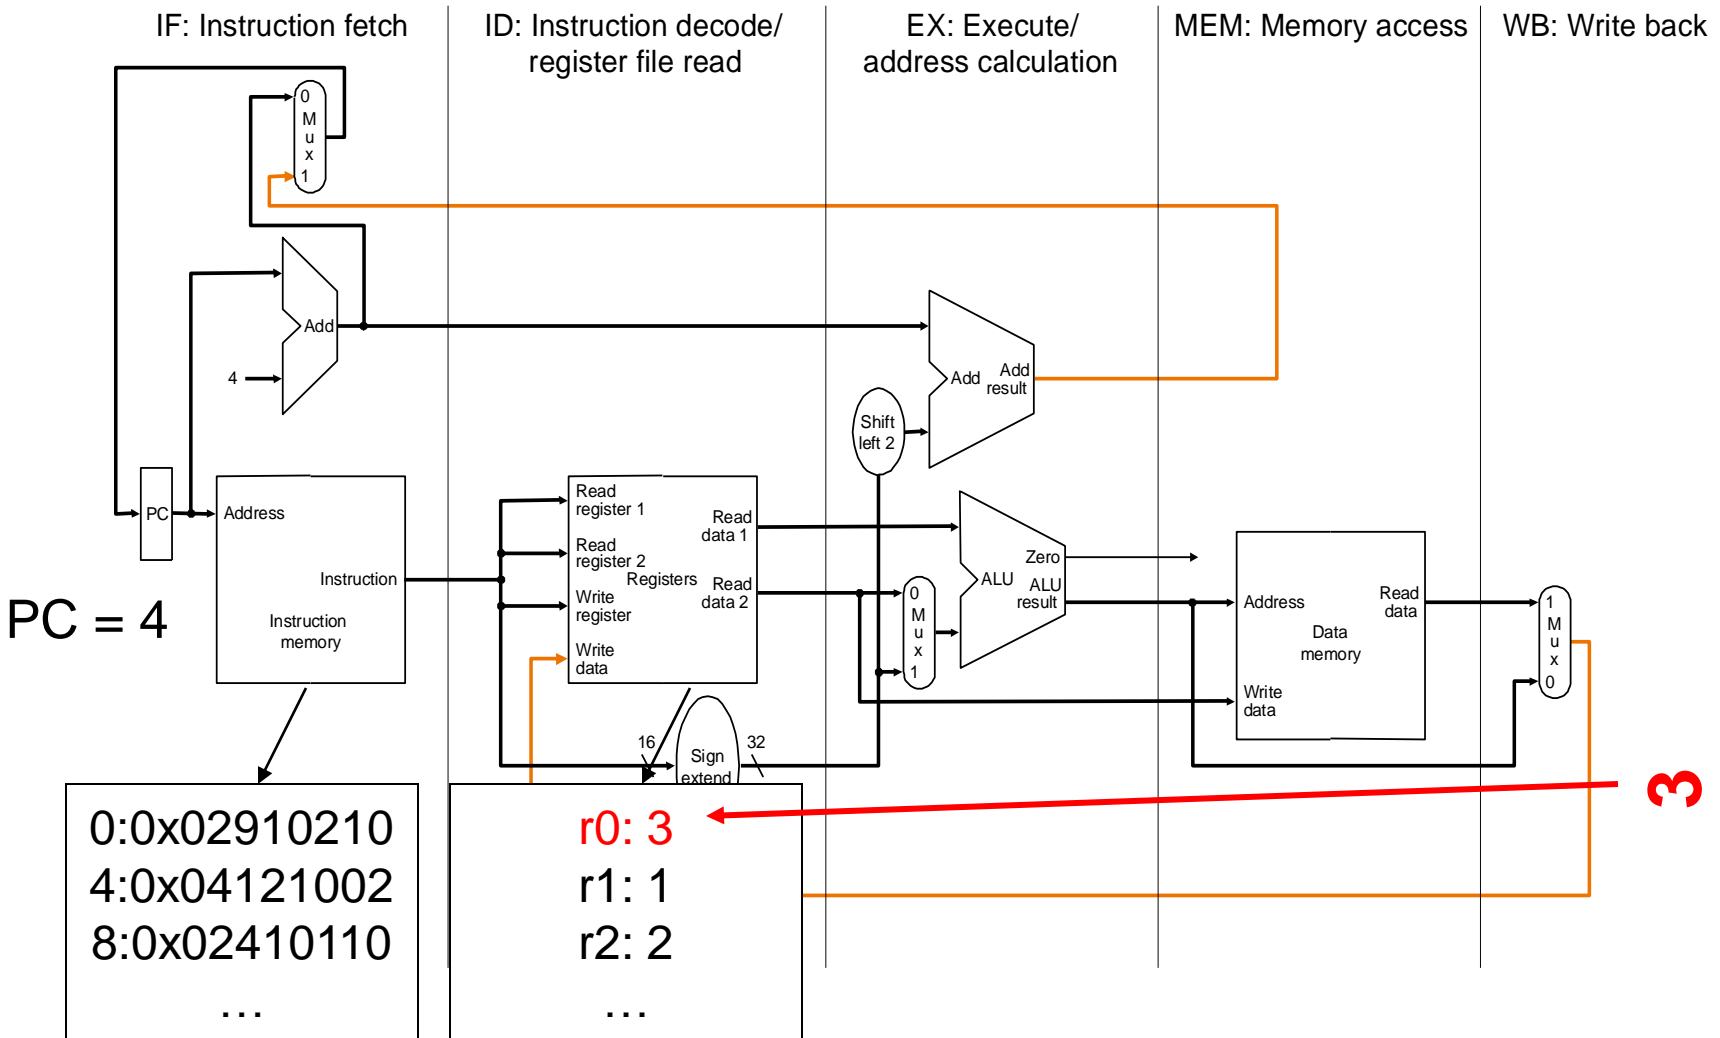 IF: Instruction fetch
ID: Instruction decode/
register file read
EX: Execute/
address calculation
MEM: Memory access
WB: Write back
0
M
u
x
1
Add
4
Add
Add
result
Shift
left 2
PC
Address
Instruction
Instruction
memory
PC = 4
Read
register 1
Read
register 2
Write
register
Write
data
Registers
Read
data 1
Read
data 2
16
Sign
extend
32
0
M
u
x
1
Zero
ALU
ALU
result
Address
Read
data
Data
memory
Write
data
1
M
u
x
0
3
0:0x02910210
4:0x04121002
8:0x02410110
...
r0: 3
r1: 1
r2: 2
...